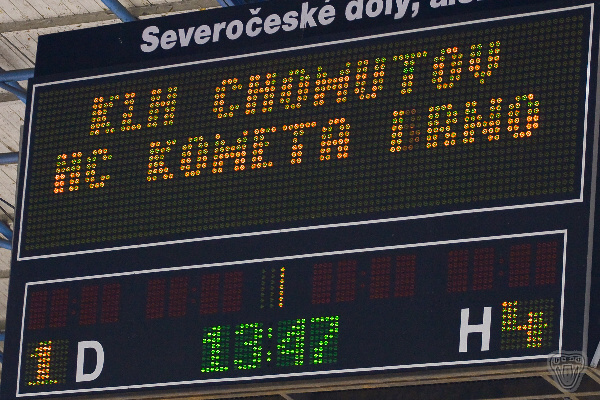 Severočeské doly,
KLH CHOMUTOV
HC KOMETA BRNO
1
1 D 13:47 H 4